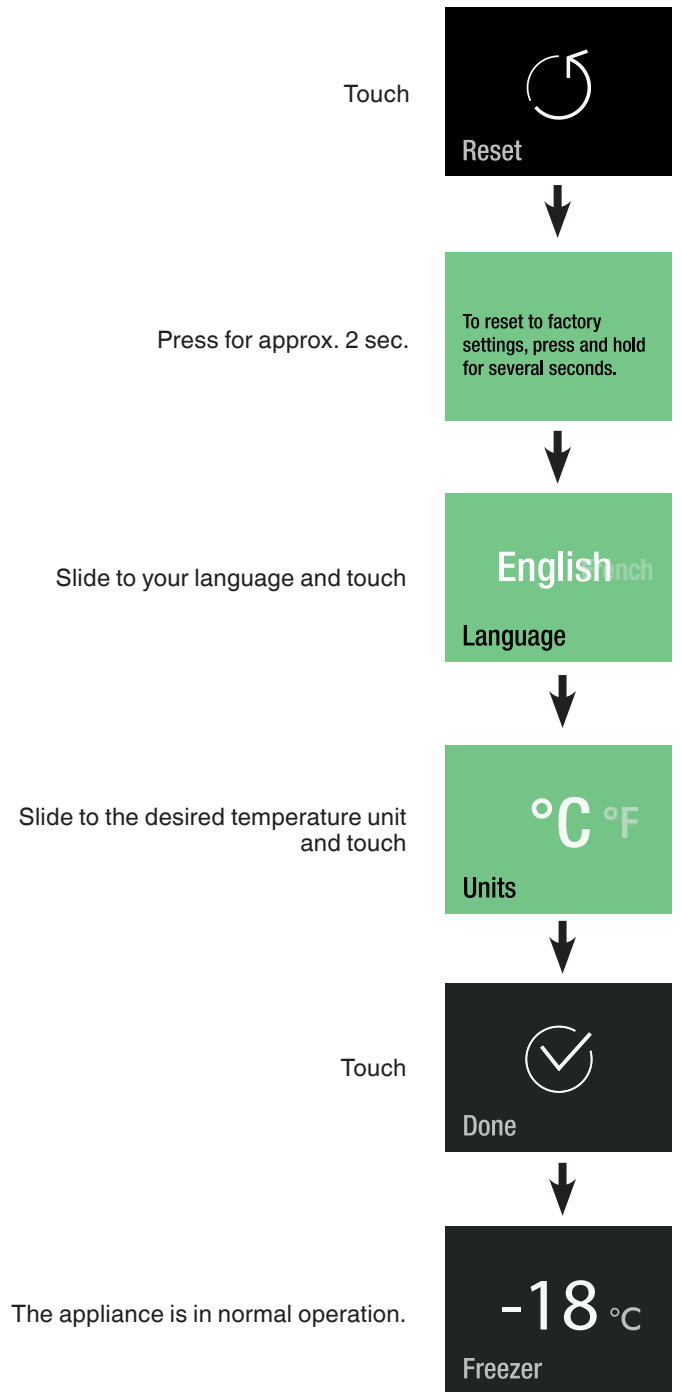 Touch
Reset
Press for approx. 2 sec.
To reset to factory
settings, press and hold
for several seconds.
Slide to your language and touch
English French
Language
Slide to the desired temperature unit
and touch
°C °F
Units
Touch
Done
The appliance is in normal operation.
-18 °C
Freezer